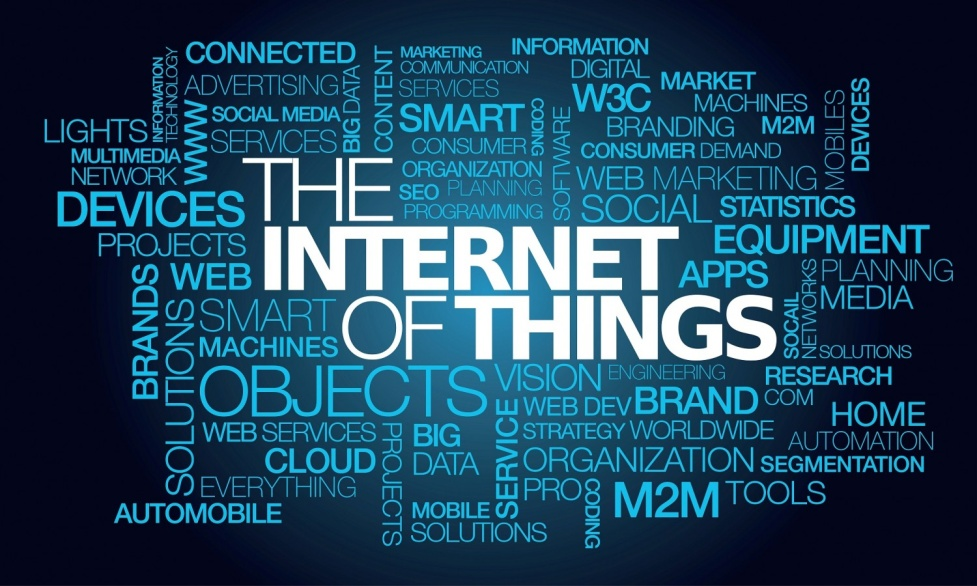 CONNECTED
ADVERTISING
INFORMATION
TECHNOLOGY
WWW
SOCIAL MEDIA
SERVICES
BIG DATA
CONTENT
MARKETING
COMMUNICATION
SERVICES
SMART
CODING
CONSUMER
ORGANIZATION
SEO PLANNING
PROGRAMMING
SOFTWARE
INFORMATION
DIGITAL
W3C
MARKET
MACHINES
BRANDING M2M
CONSUMER DEMAND
MOBILES
DEVICES
WEB MARKETING
SOCIAL STATISTICS
LIGHTS
MULTIMEDIA
NETWORK
DEVICES
PROJECTS
THE
INTERNET
OF THINGS
EQUIPMENT
APPS
SOCAIL
NETWORKS
PLANNING
MEDIA
SOLUTIONS
BRANDS
SOLUTIONS
WEB
SMART
MACHINES
OBJECTS
VISION ENGINEERING
RESEARCH
COM
WEB DEV BRAND
HOME
AUTOMATION
WEB SERVICES
CLOUD
EVERYTHING
AUTOMOBILE
PROJECTS
BIG
DATA
SERVICE
STRATEGY WORLDWIDE
ORGANIZATION SEGMENTATION
PRO
CODING
M2M TOOLS
MOBILE
SOLUTIONS